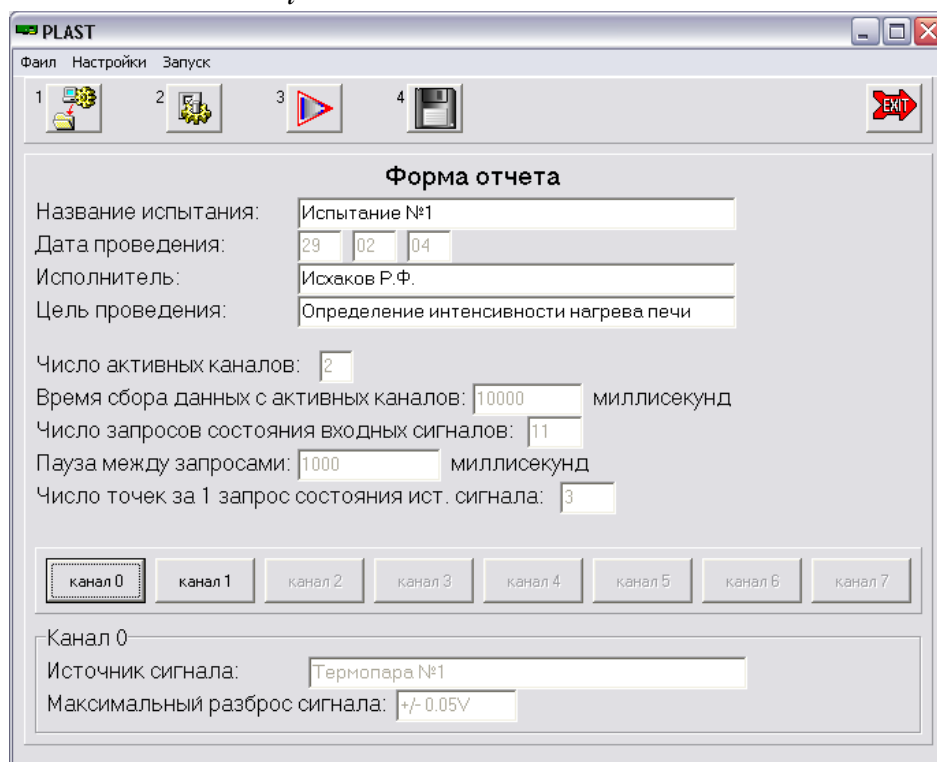 PLAST
Фаил Настройки Запуск
1 2 3 4 EXIT
Форма отчета
Название испытания: Испытание №1
Дата проведения: 29 02 04
Исполнитель: Исхаков Р.Ф.
Цель проведения: Определение интенсивности нагрева печи
Число активных каналов: 2
Время сбора данных с активных каналов: 10000 миллисекунд
Число запросов состояния входных сигналов: 11
Пауза между запросами: 1000 миллисекунд
Число точек за 1 запрос состояния ист. сигнала: 3
канал 0 канал 1 канал 2 канал 3 канал 4 канал 5 канал 6 канал 7
Канал 0
Источник сигнала: Термопара №1
Максимальный разброс сигнала: +/- 0.05V